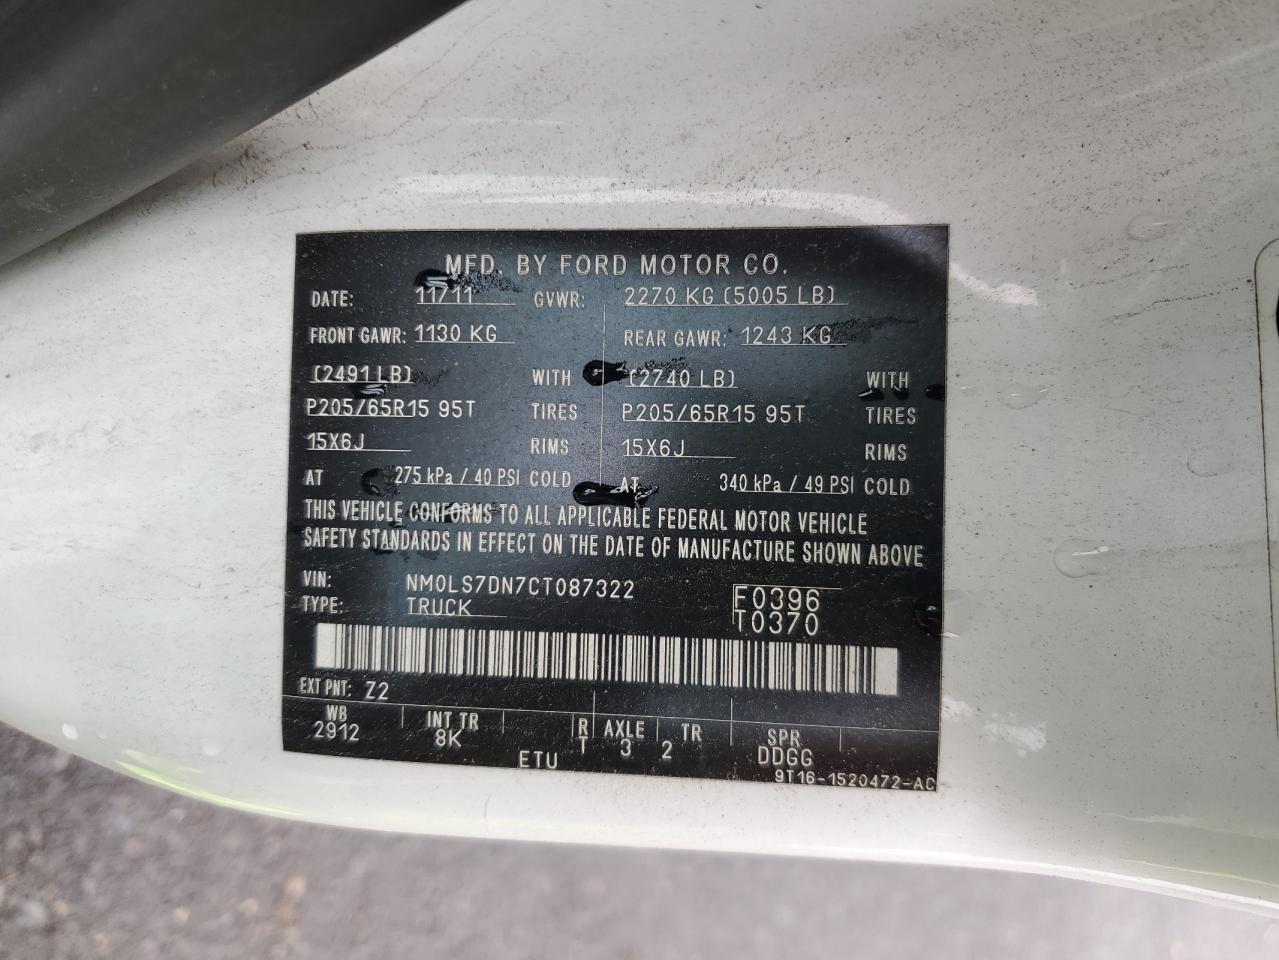 MFD. BY FORD MOTOR CO.
DATE: 11/11 GVWR: 2270 KG (5005 LB)
FRONT GAWR: 1130 KG REAR GAWR: 1243 KG
(2491 LB) WITH (2740 LB) WITH
P205/65R15 95T TIRES P205/65R15 95T TIRES
15X6J RIMS 15X6J RIMS
AT 275 kPa / 40 PSI COLD AT 340 kPa / 49 PSI COLD
THIS VEHICLE CONFORMS TO ALL APPLICABLE FEDERAL MOTOR VEHICLE
SAFETY STANDARDS IN EFFECT ON THE DATE OF MANUFACTURE SHOWN ABOVE
VIN: NM0LS7DN7CT087322 F0396
TYPE: TRUCK T0370
EXT PNT: Z2
WB INT TR R AXLE TR SPR
2912 8K T 3 2 DDGG
ETU
9T16-1520472-AC